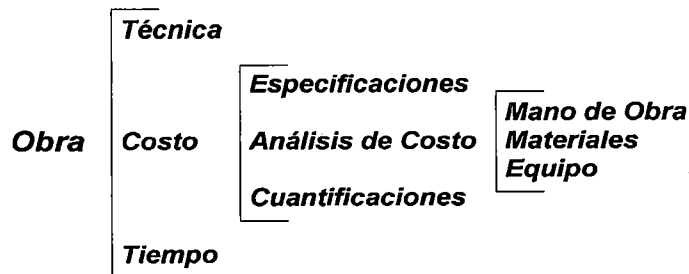 Obra
Técnica
Costo
Tiempo
Especificaciones
Análisis de Costo
Cuantificaciones
Mano de Obra
Materiales
Equipo